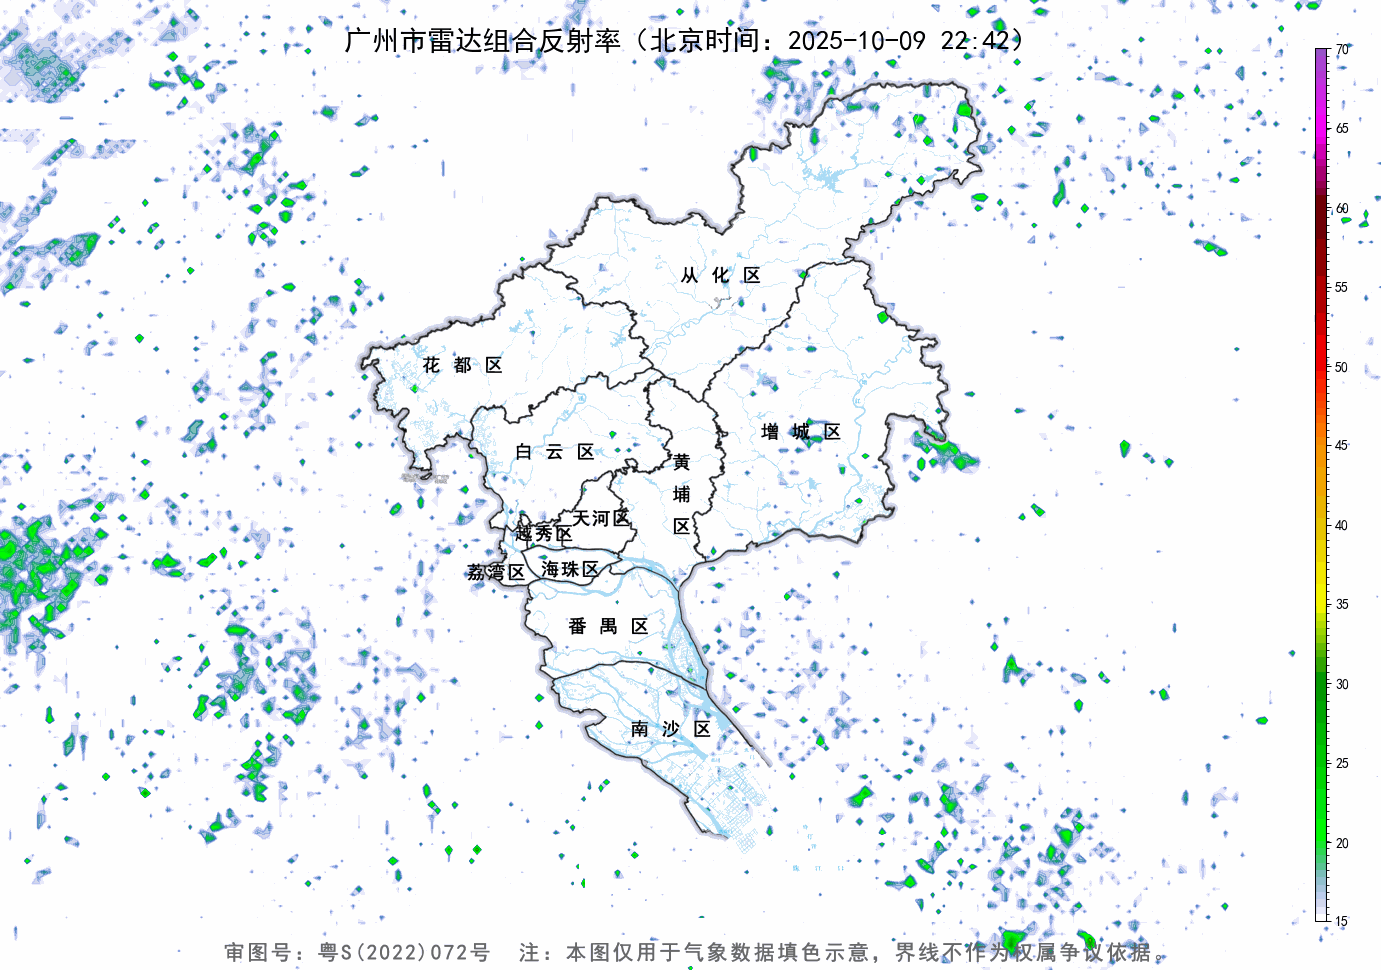 广州市雷达组合反射率（北京时间：2025-10-09 22:42）
70
65
60
55
50
45
40
35
30
25
20
15
从化区
花都区
增城区
白云区
黄埔区
天河区
越秀区
荔湾区
海珠区
番禺区
南沙区
审图号：粤S(2022)072号 注：本图仅用于气象数据填色示意，界线不作为权属争议依据。